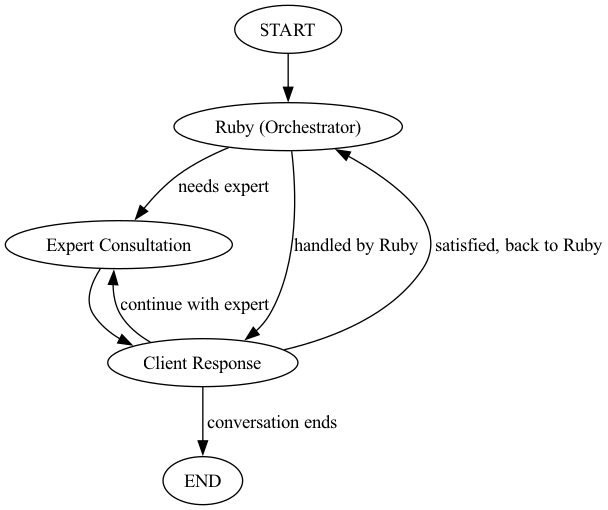 START
Ruby (Orchestrator)
needs expert
Expert Consultation
handled by Ruby
satisfied, back to Ruby
continue with expert
Client Response
conversation ends
END